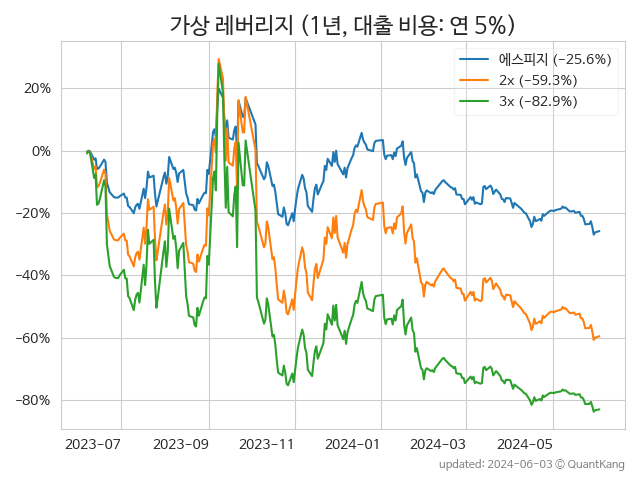 가상 레버리지 (1년, 대출 비용: 연 5%)
에스피지 (−25.6%)
2x (−59.3%)
3x (−82.9%)
20%
0%
−20%
−40%
−60%
−80%
2023-07
2023-09
2023-11
2024-01
2024-03
2024-05
updated: 2024-06-03 ⓒ QuantKang